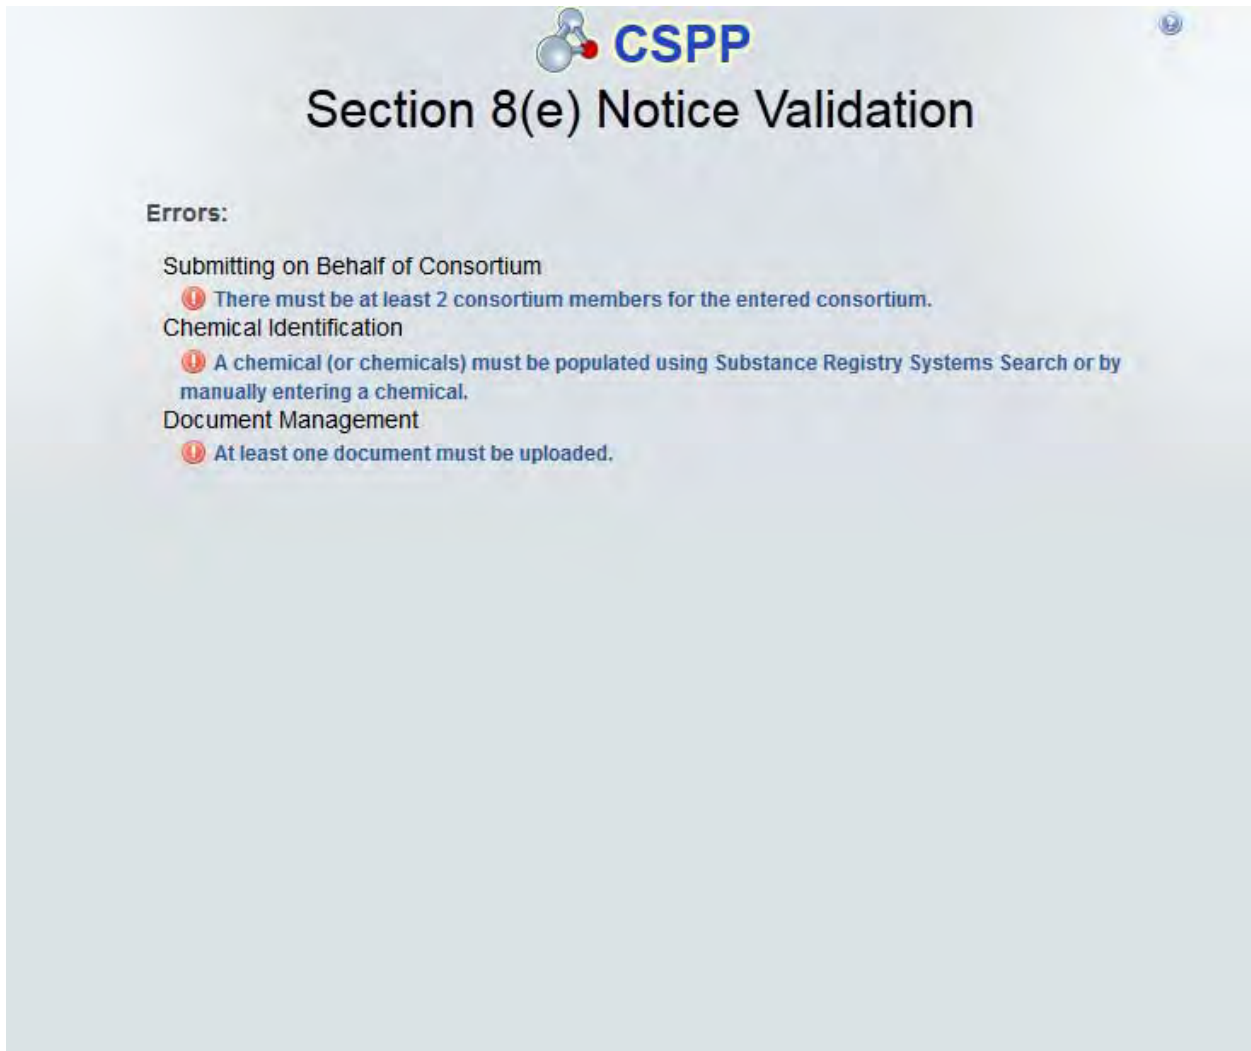 CSPP
Section 8(e) Notice Validation
Errors:
Submitting on Behalf of Consortium
There must be at least 2 consortium members for the entered consortium.
Chemical Identification
A chemical (or chemicals) must be populated using Substance Registry Systems Search or by
manually entering a chemical.
Document Management
At least one document must be uploaded.